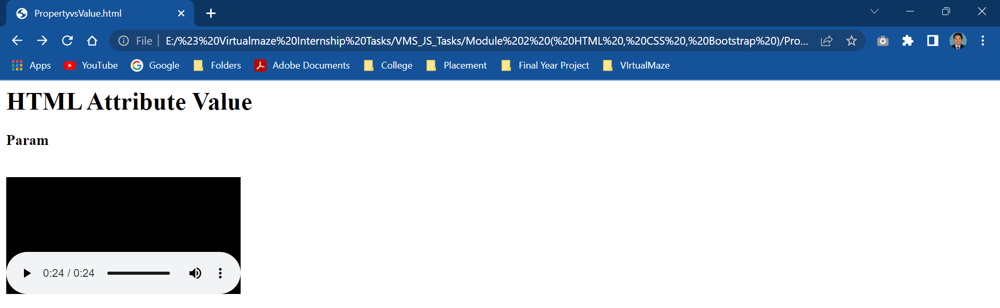 PropertyvsValue.html
File E:/%23%20Virtualmaze%20Internship%20Tasks/VMS_JS_Tasks/Module%202%20(%20HTML%20,%20CSS%20,%20Bootstrap%20)/Pro...
Apps YouTube Google Folders Adobe Documents College Placement Final Year Project VIrtualMaze
HTML Attribute Value
Param
0:24 / 0:24